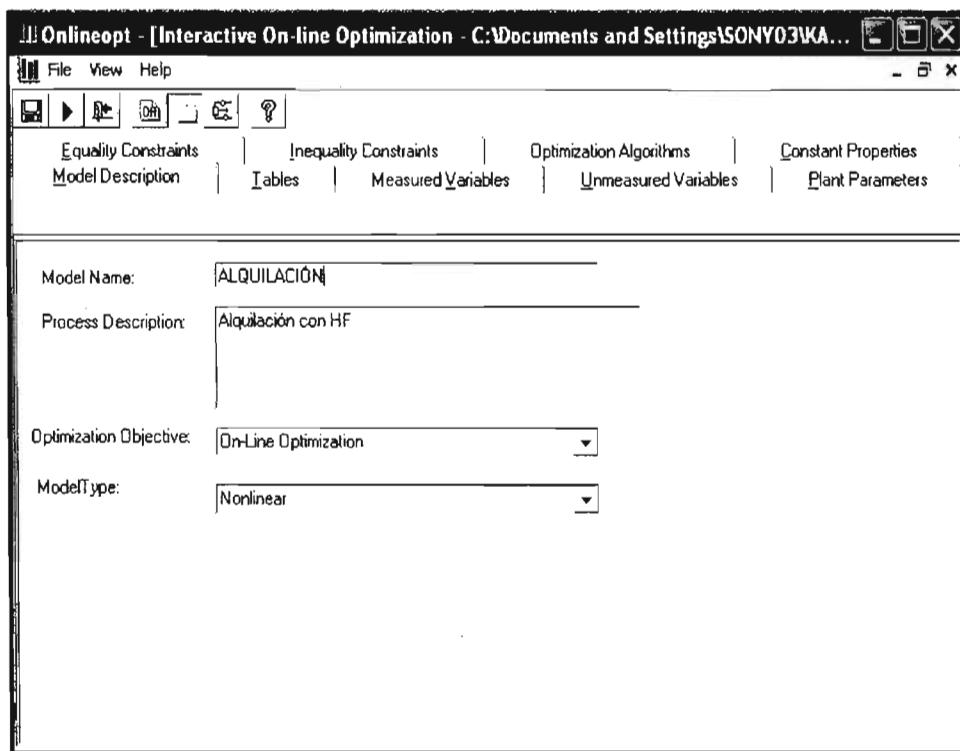 Onlineopt - [Interactive On-line Optimization - C:\Documents and Settings\SONY03\KA...
File View Help
Off
Equality Constraints Inequality Constraints Optimization Algorithms Constant Properties
Model Description Tables Measured Variables Unmeasured Variables Plant Parameters
Model Name: ALQUILACIÓN
Process Description: Alquilación con HF
Optimization Objective: On-Line Optimization
ModelType: Nonlinear